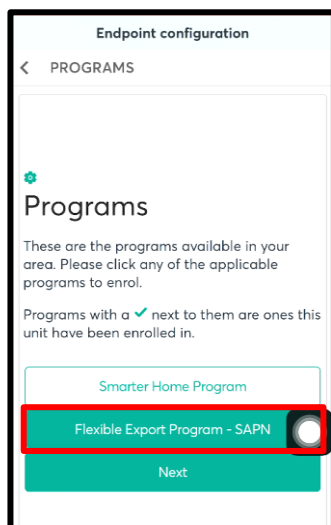 Endpoint configuration
PROGRAMS
Programs
These are the programs available in your
area. Please click any of the applicable
programs to enrol.
Programs with a ✓ next to them are ones this
unit have been enrolled in.
Smarter Home Program
Flexible Export Program - SAPN
Next